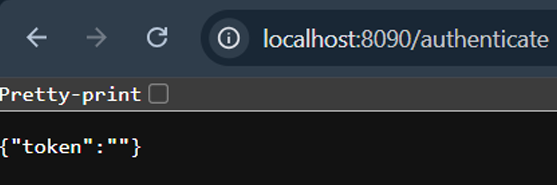 localhost:8090/authenticate
Pretty-print
{"token":""}